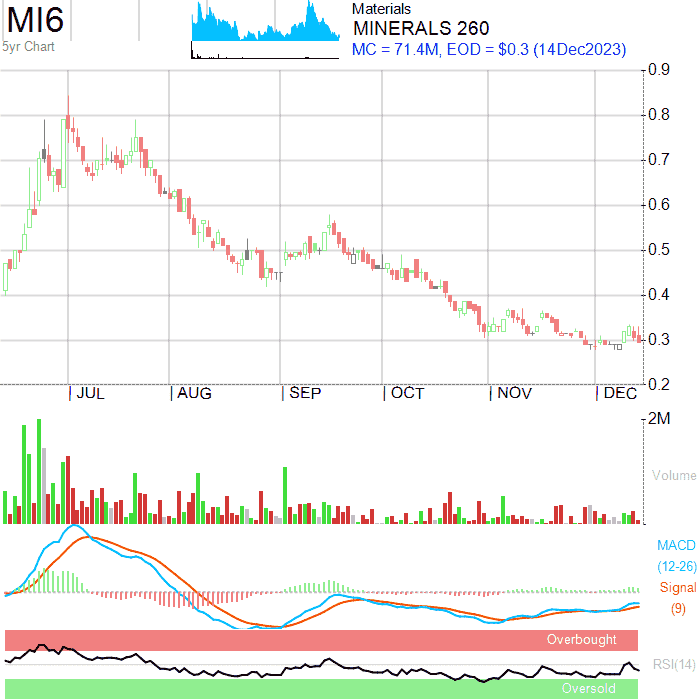 MI6
5yr Chart
Materials
MINERALS 260
MC = 71.4M, EOD = $0.3 (14Dec2023)
0.9
0.8
0.7
0.6
0.5
0.4
0.3
0.2
JUL AUG SEP OCT NOV DEC
2M
Volume
MACD
(12-26)
Signal
(9)
Overbought
RSI(14)
Oversold